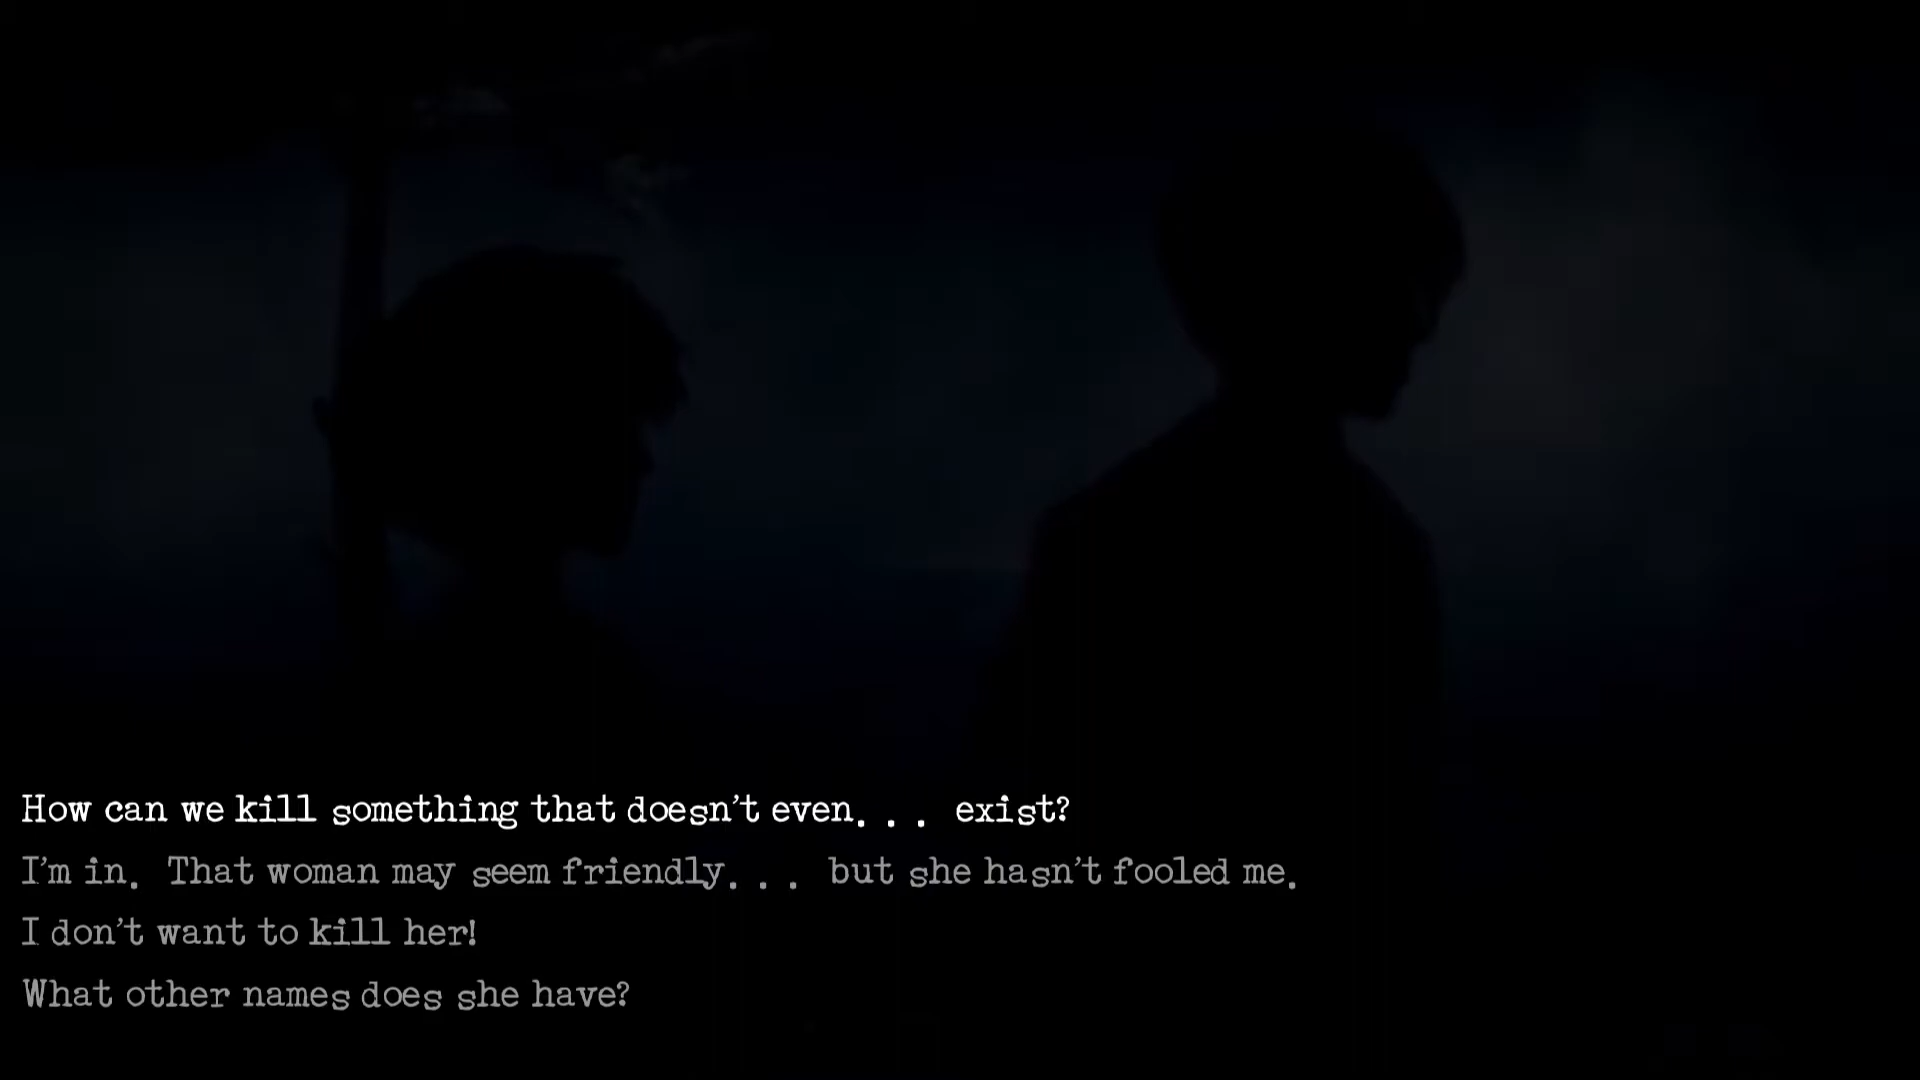 How can we kill something that doesn't even. . .  exist?
I'm in.  That woman may seem friendly. . .  but she hasn't fooled me.
I don't want to kill her!
What other names does she have?